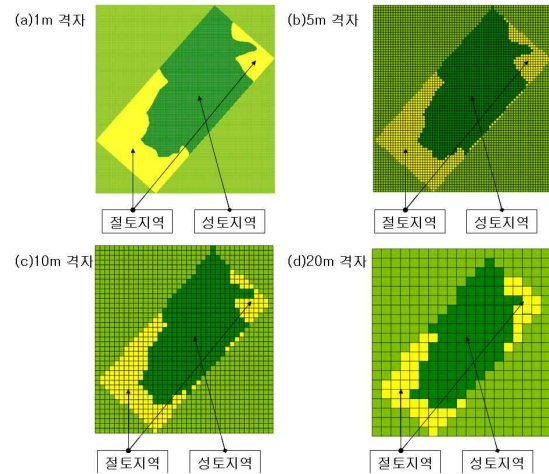 (a)1m 격자
(b)5m 격자
절토지역
성토지역
절토지역
성토지역
(c)10m 격자
(d)20m 격자
절토지역
성토지역
절토지역
성토지역